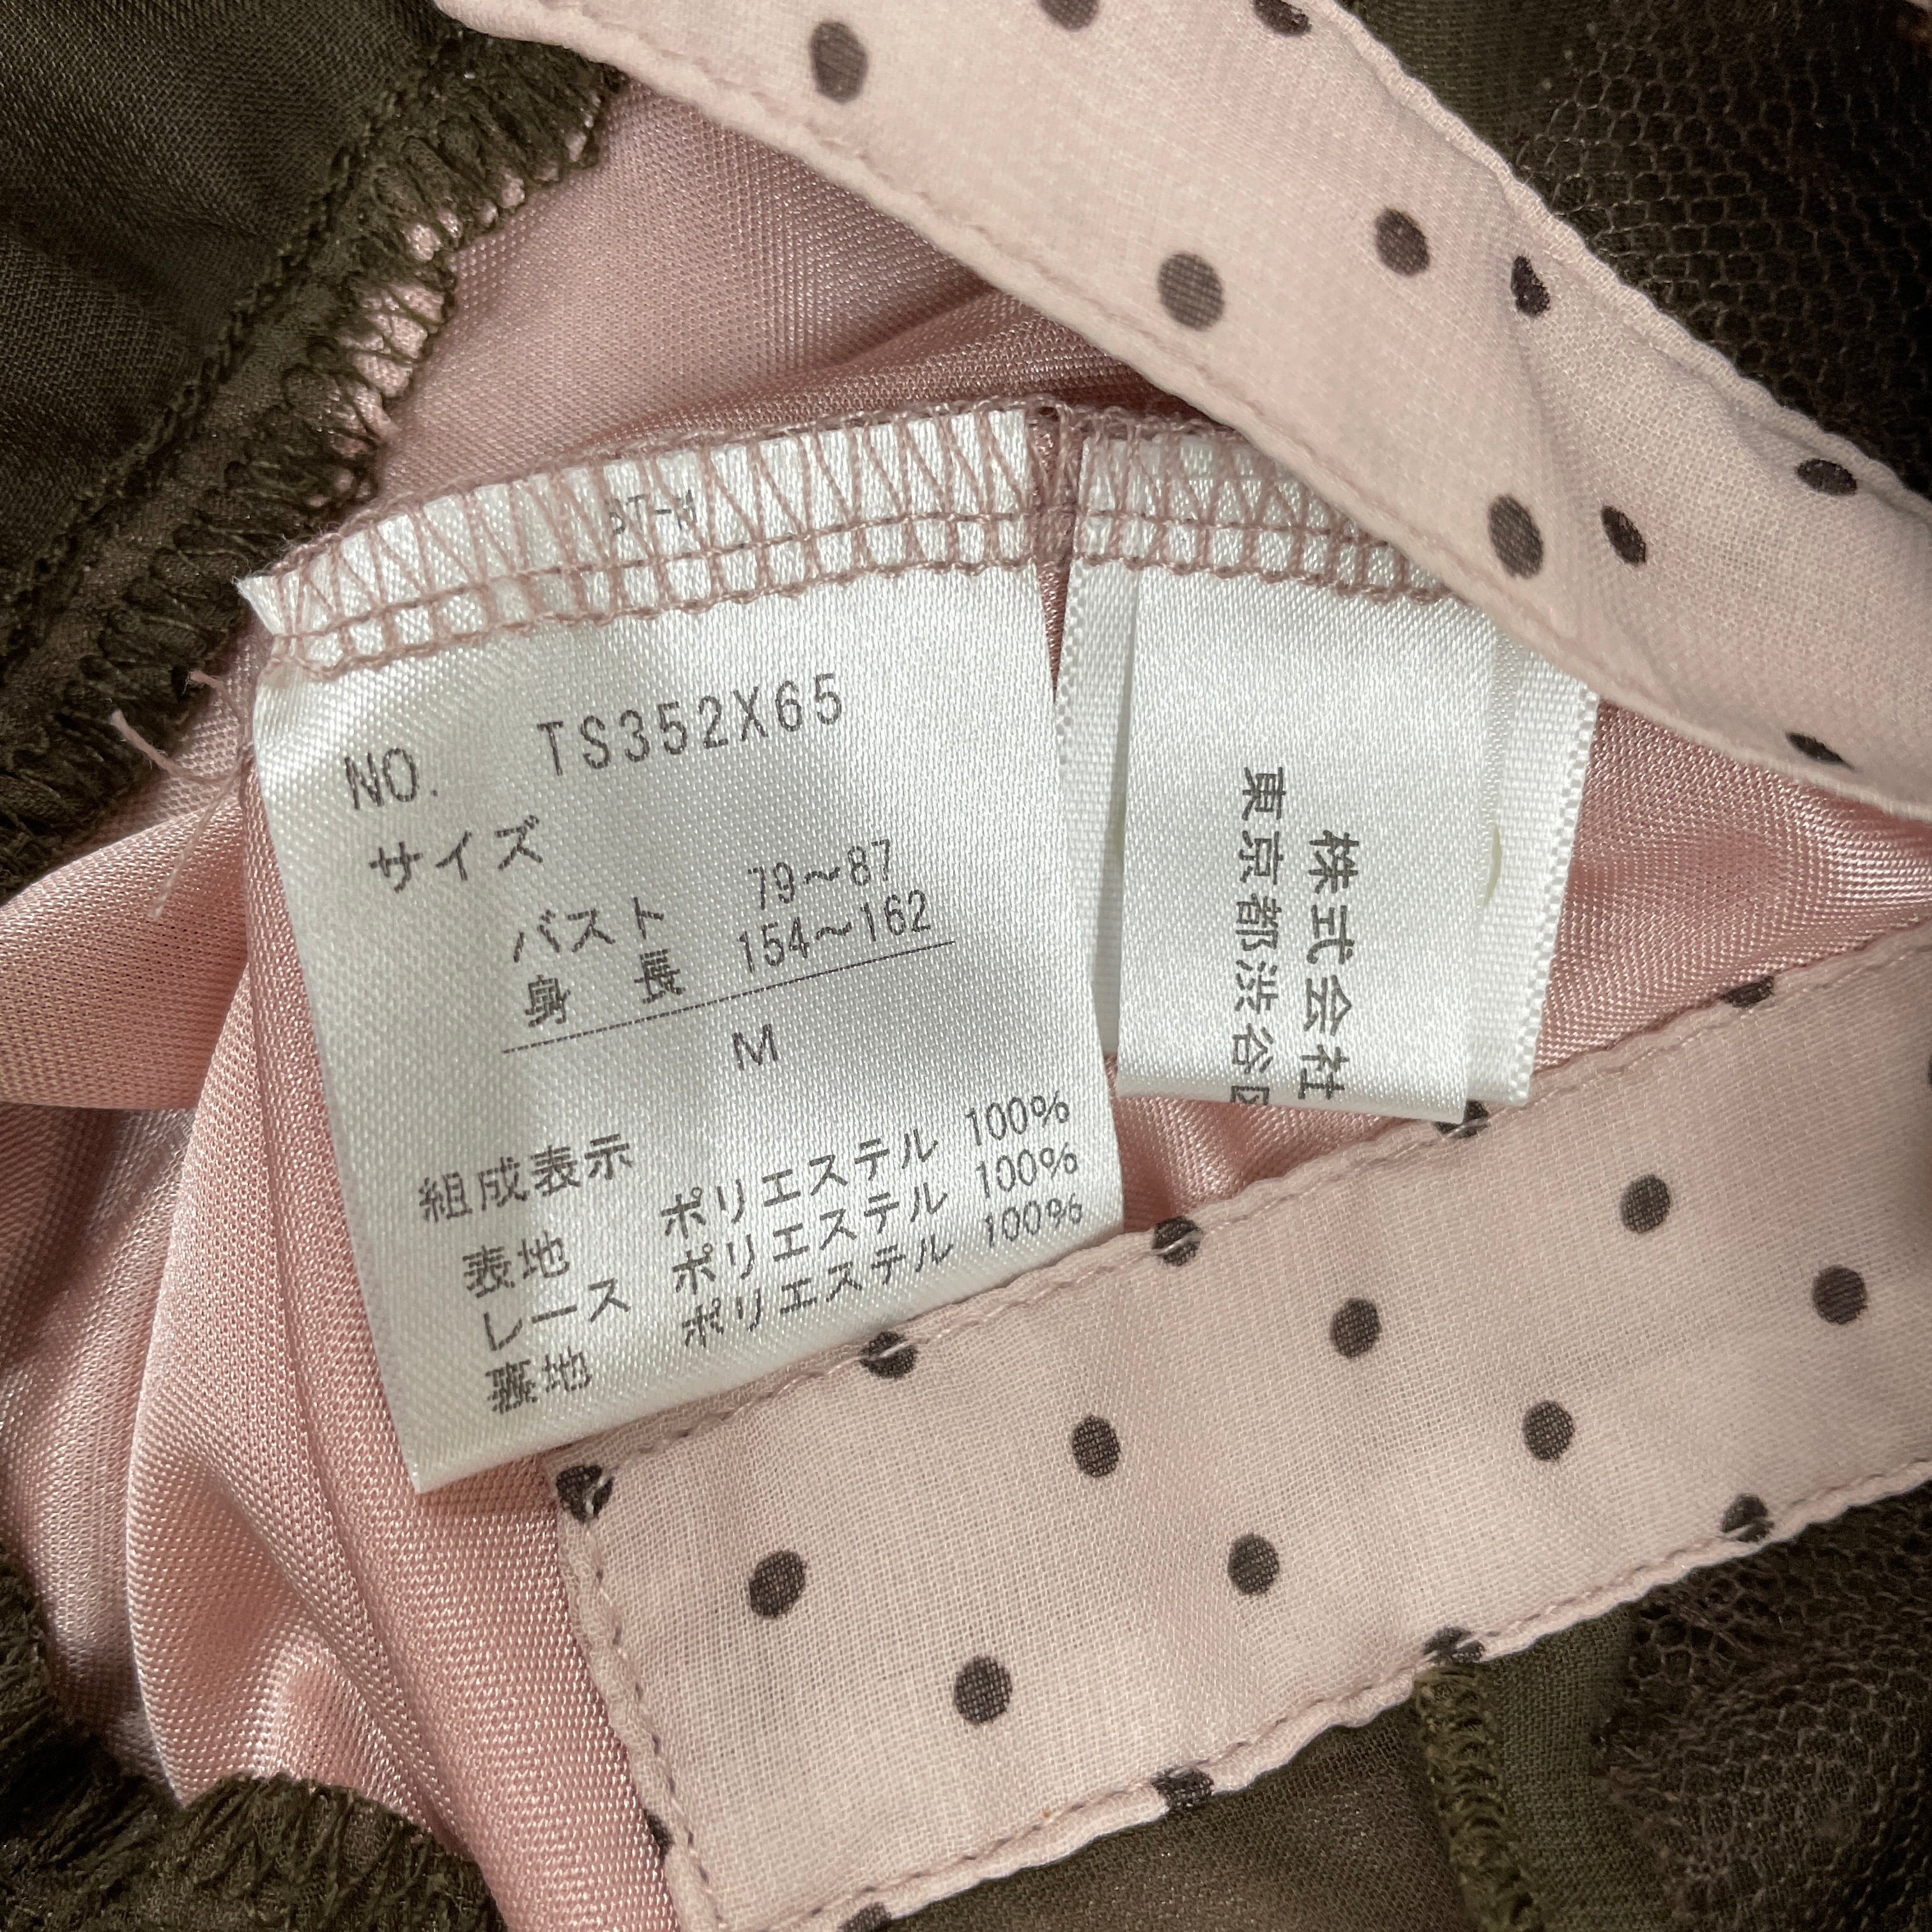 NO. TS352X65
サイズ
バスト 79～87
身長 154～162
M
組成表示
表地 ポリエステル 100%
レース ポリエステル 100%
裏地 ポリエステル 100%
株式会社
東京都渋谷区